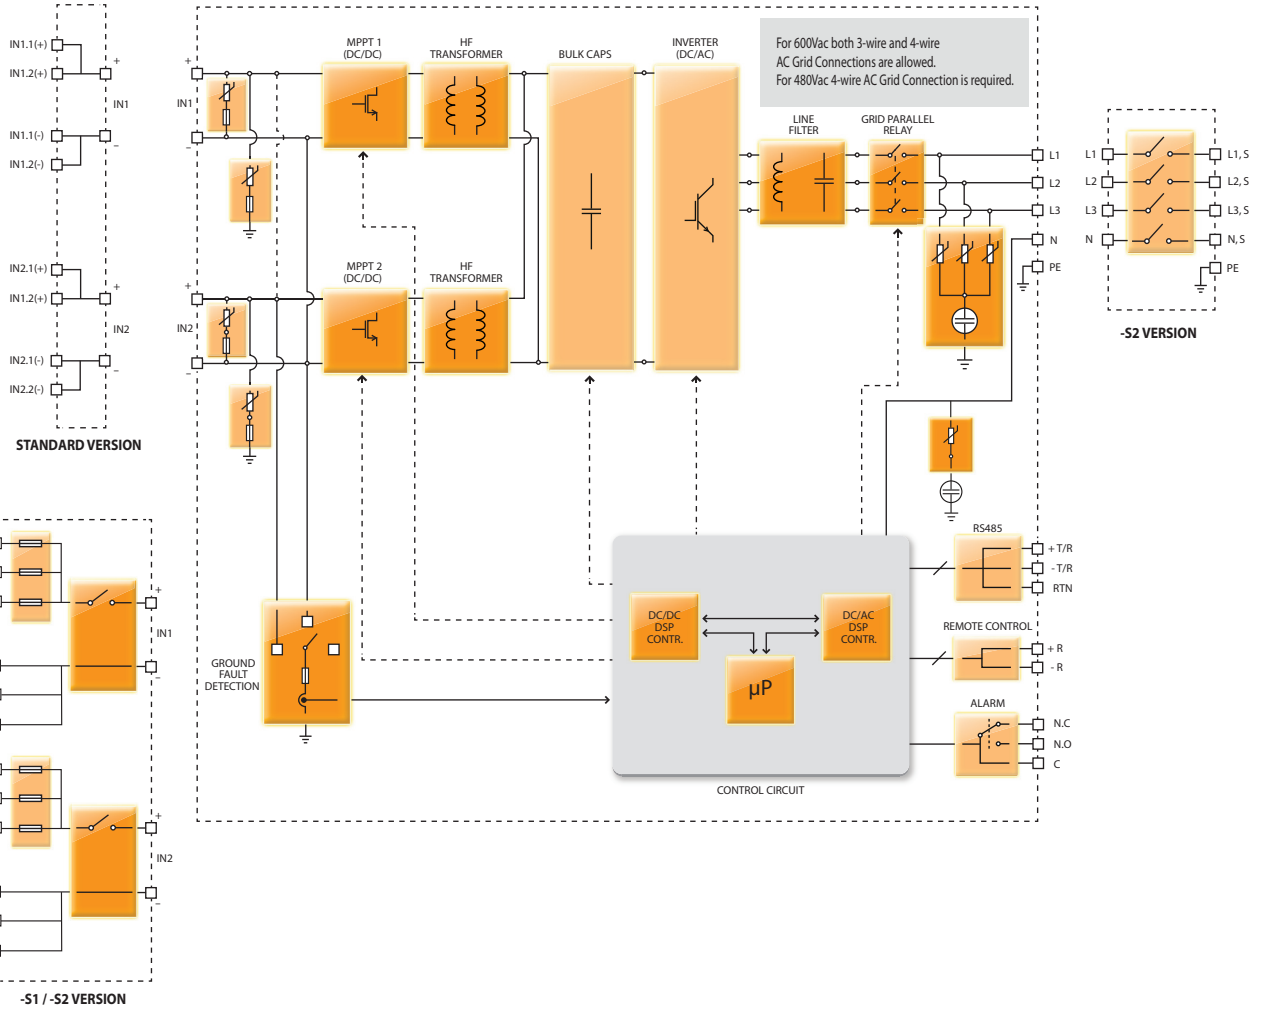 IN1.1(+)
IN1.2(+)
+
IN1
IN1.1(-)
IN1.2(-)
–
IN2.1(+)
IN1.2(+)
+
IN2
IN2.1(-)
IN2.2(-)
–
STANDARD VERSION
+
IN1
–
+
IN2
–
MPPT 1
(DC/DC)
HF
TRANSFORMER
BULK CAPS
INVERTER
(DC/AC)
For 600Vac both 3-wire and 4-wire
AC Grid Connections are allowed.
For 480Vac 4-wire AC Grid Connection is required.
LINE
FILTER
GRID PARALLEL
RELAY
L1
L2
L3
N
PE
MPPT 2
(DC/DC)
HF
TRANSFORMER
L1
L2
L3
N
L1, S
L2, S
L3, S
N, S
PE
-S2 VERSION
GROUND
FAULT
DETECTION
DC/DC
DSP
CONTR.
DC/AC
DSP
CONTR.
µP
CONTROL CIRCUIT
RS485
+ T/R
- T/R
RTN
REMOTE CONTROL
+ R
- R
ALARM
N.C
N.O
C
+
IN1
–
+
IN2
–
-S1 / -S2 VERSION